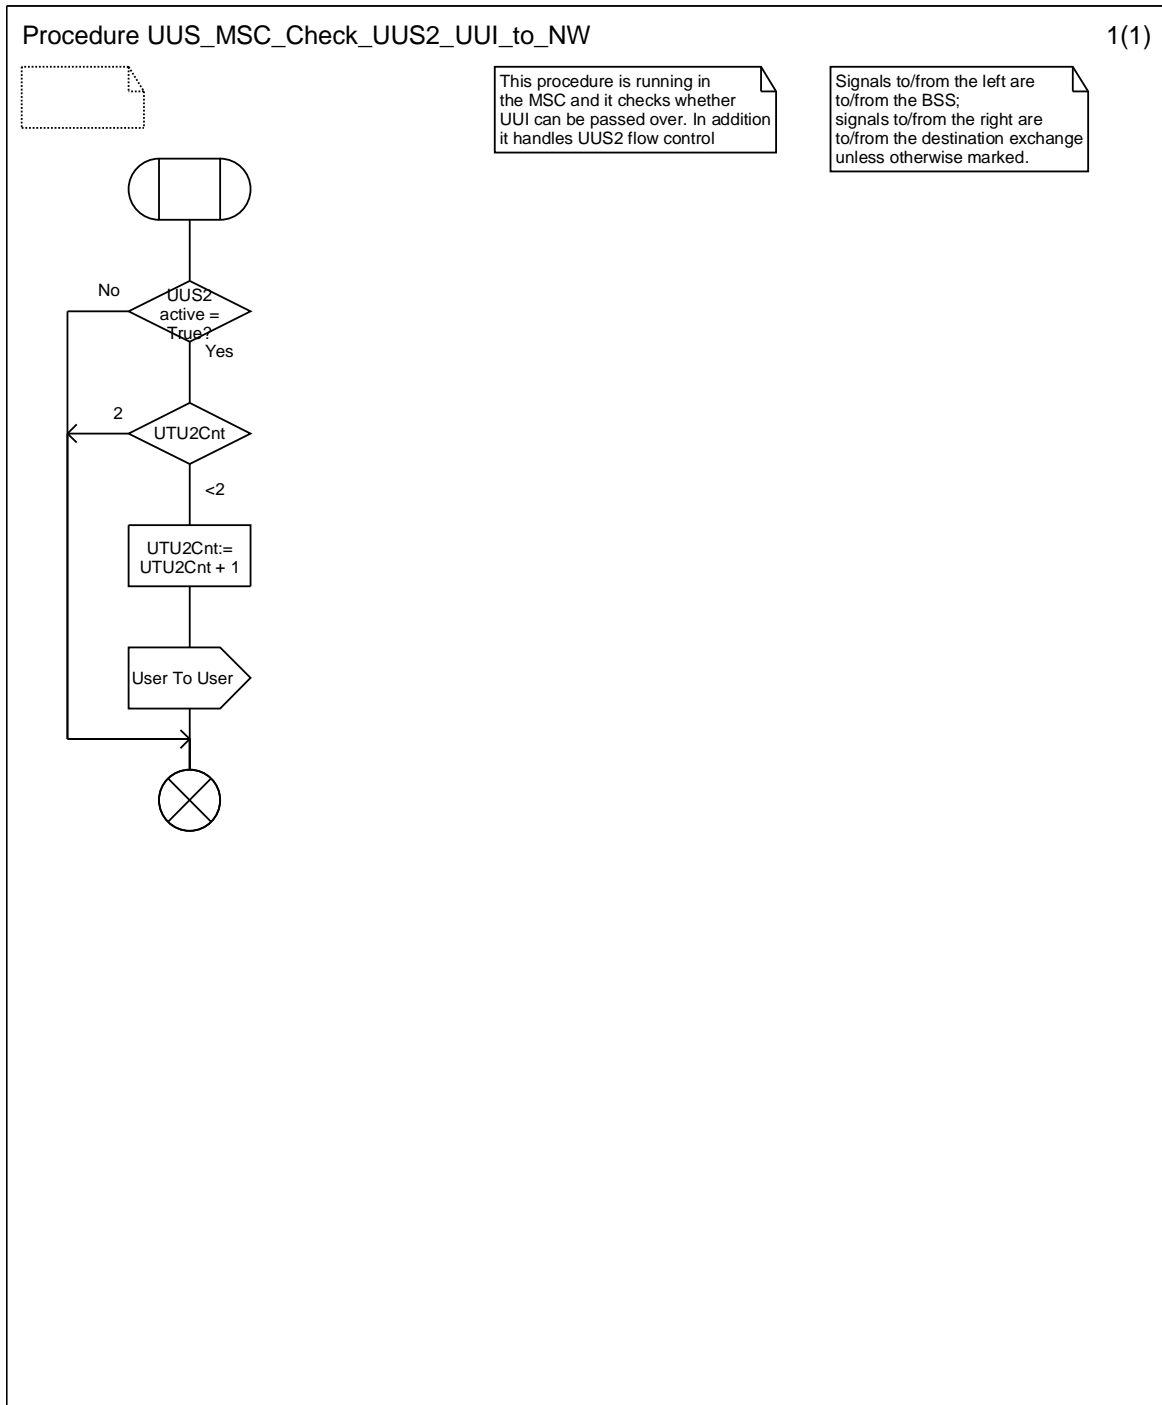 Procedure UUS_MSC_Check_UUS2_UUI_to_NW
1(1)
This procedure is running in
the MSC and it checks whether
UUI can be passed over. In addition
it handles UUS2 flow control
Signals to/from the left are
to/from the BSS;
signals to/from the right are
to/from the destination exchange
unless otherwise marked.
No
UUS2
active =
True?
Yes
2
UTU2Cnt
<2
UTU2Cnt:=
UTU2Cnt + 1
User To User